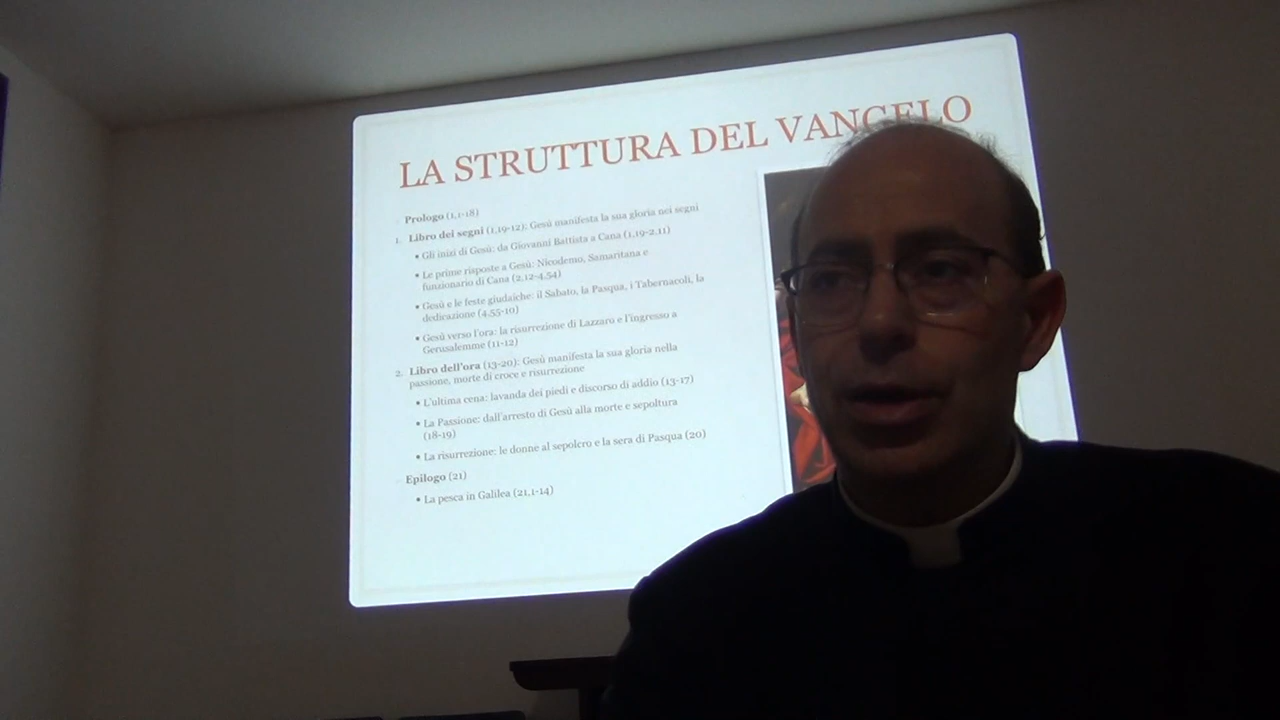 LA STRUTTURA DEL VANGELO
Prologo (1,1-18)
1. Libro dei segni (1,19-12): Gesù manifesta la sua gloria nei segni
• Gli inizi di Gesù: da Giovanni Battista a Cana (1,19-2,11)
• Le prime risposte a Gesù: Nicodemo, Samaritana e
funzionario di Cana (2,12-4,54)
• Gesù e le feste giudaiche: il Sabato, la Pasqua, i Tabernacoli, la
dedicazione (4,55-10)
• Gesù verso l'ora: la risurrezione di Lazzaro e l'ingresso a
Gerusalemme (11-12)
2. Libro dell'ora (13-20): Gesù manifesta la sua gloria nella
passione, morte di croce e risurrezione
• L'ultima cena: lavanda dei piedi e discorso di addio (13-17)
• La Passione: dall'arresto di Gesù alla morte e sepoltura
(18-19)
• La risurrezione: le donne al sepolcro e la sera di Pasqua (20)
Epilogo (21)
• La pesca in Galilea (21,1-14)